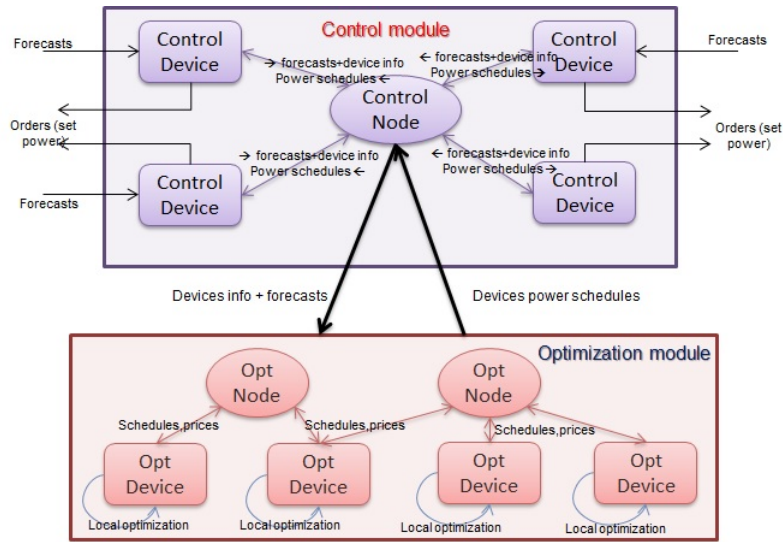 Control module
Forecasts
Control
Device
→ forecasts+device info
Power schedules ←
← forecasts+device info
Power schedules →
Control
Device
Forecasts
Control
Node
Orders (set
power)
Orders (set
power)
→ forecasts+device info
Power schedules ←
← forecasts+device info
Power schedules →
Control
Device
Control
Device
Forecasts
Devices info + forecasts
Devices power schedules
Optimization module
Opt
Node
Opt
Node
Schedules,prices
Schedules,prices
Schedules,prices
Opt
Device
Opt
Device
Opt
Device
Opt
Device
Local optimization
Local optimization
Local optimization
Local optimization